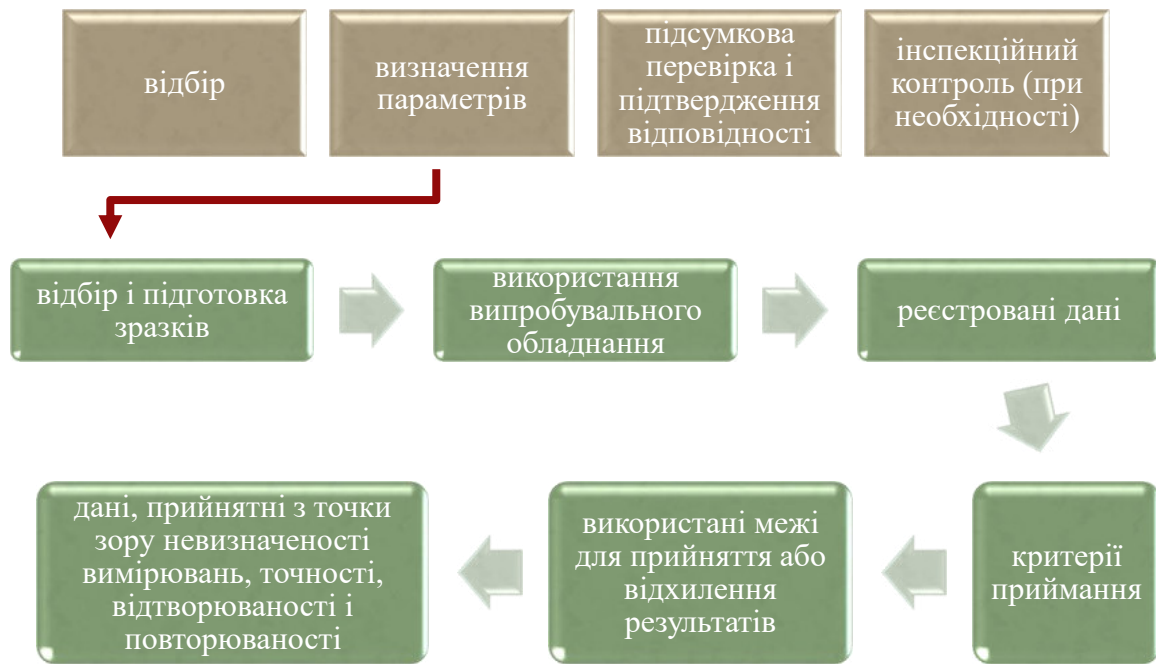 відбір
визначення
параметрів
підсумкова
перевірка і
підтвердження
відповідності
інспекційний
контроль (при
необхідності)
відбір і підготовка
зразків
використання
випробувального
обладнання
реєстровані дані
дані, прийнятні з точки
зору невизначеності
вимірювань, точності,
відтворюваності і
повторюваності
використані межі
для прийняття або
відхилення
результатів
критерії
приймання